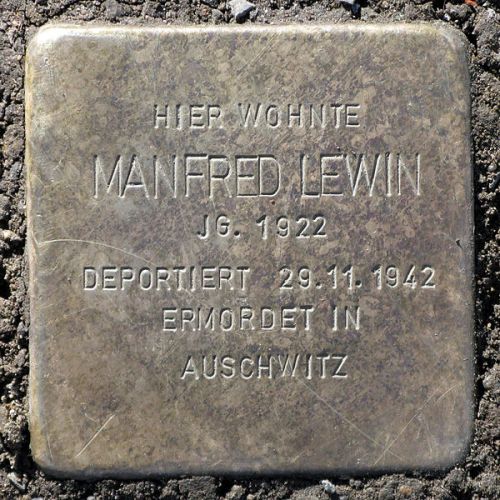 HIER WOHNTE
MANFRED LEWIN
JG. 1922
DEPORTIERT 29.11.1942
ERMORDET IN
AUSCHWITZ